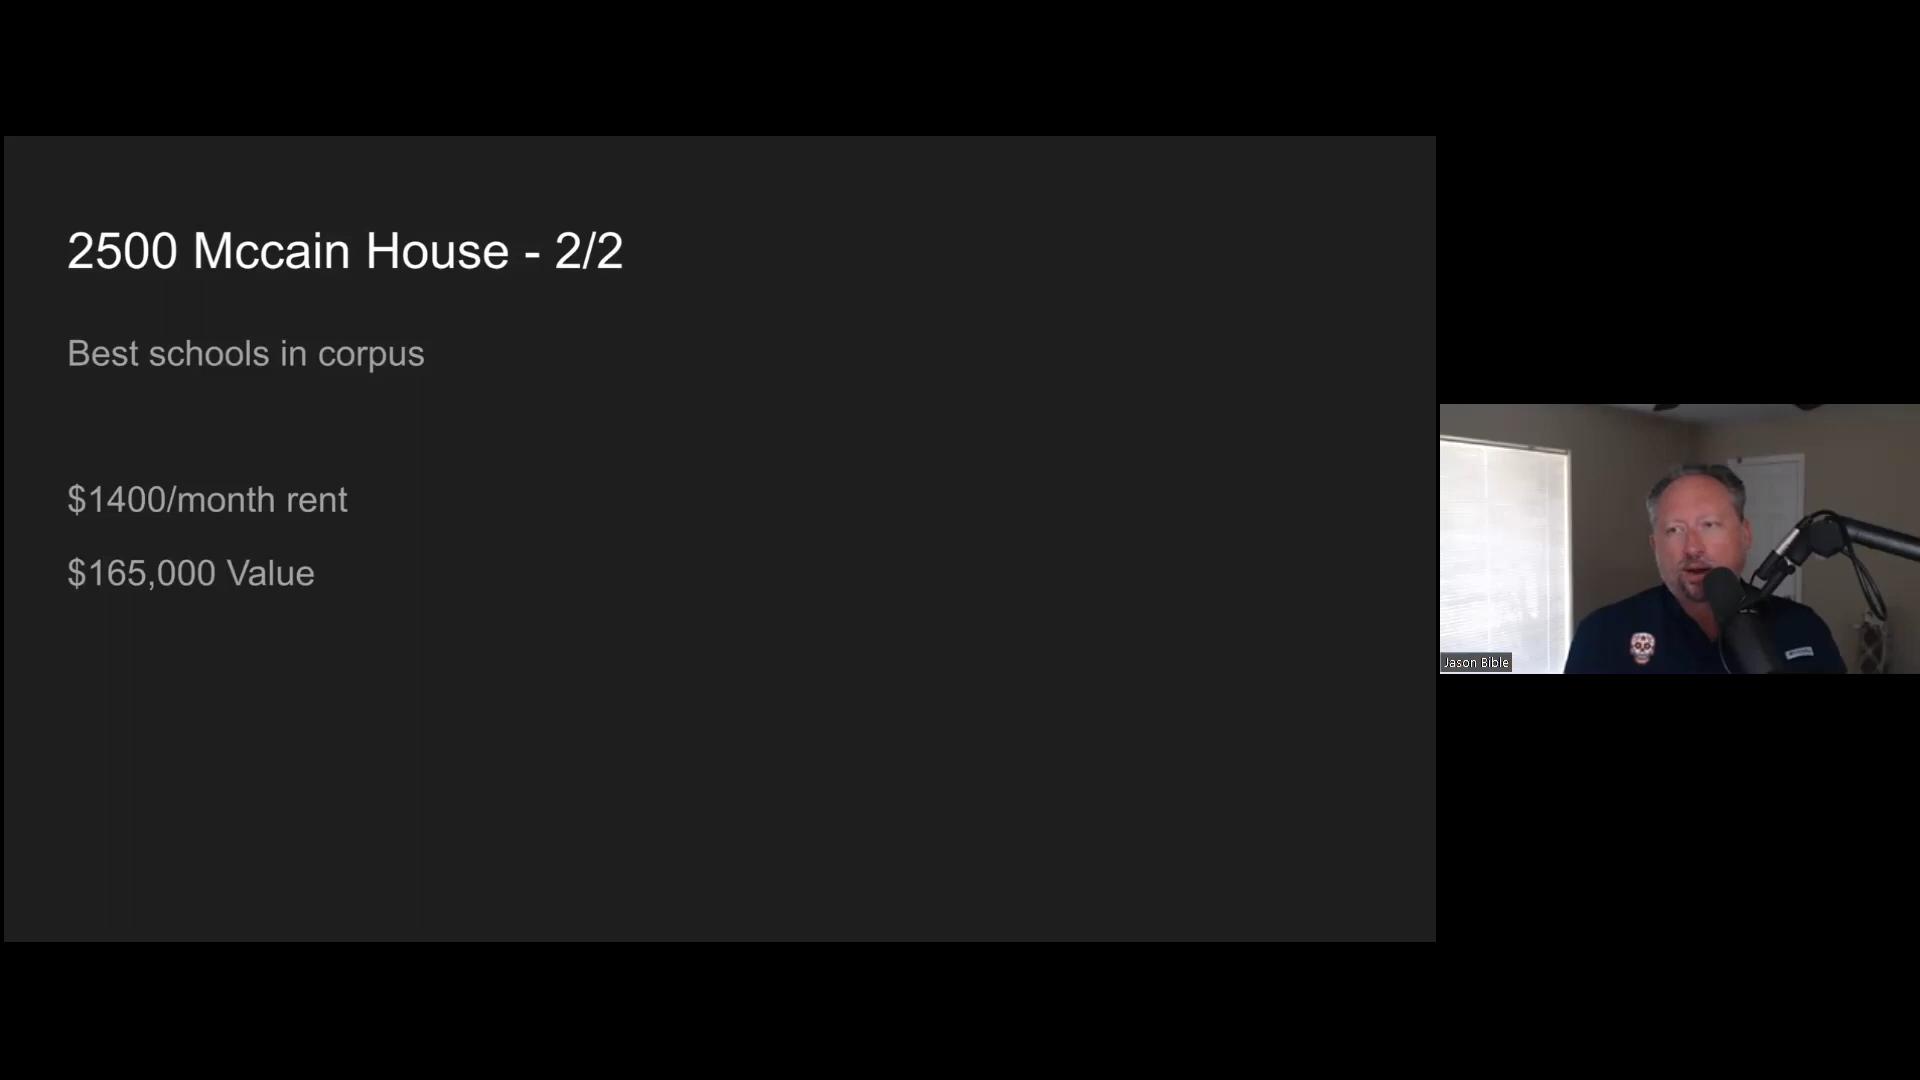 2500 Mccain House - 2/2
Best schools in corpus
$1400/month rent
$165,000 Value
Jason Bible